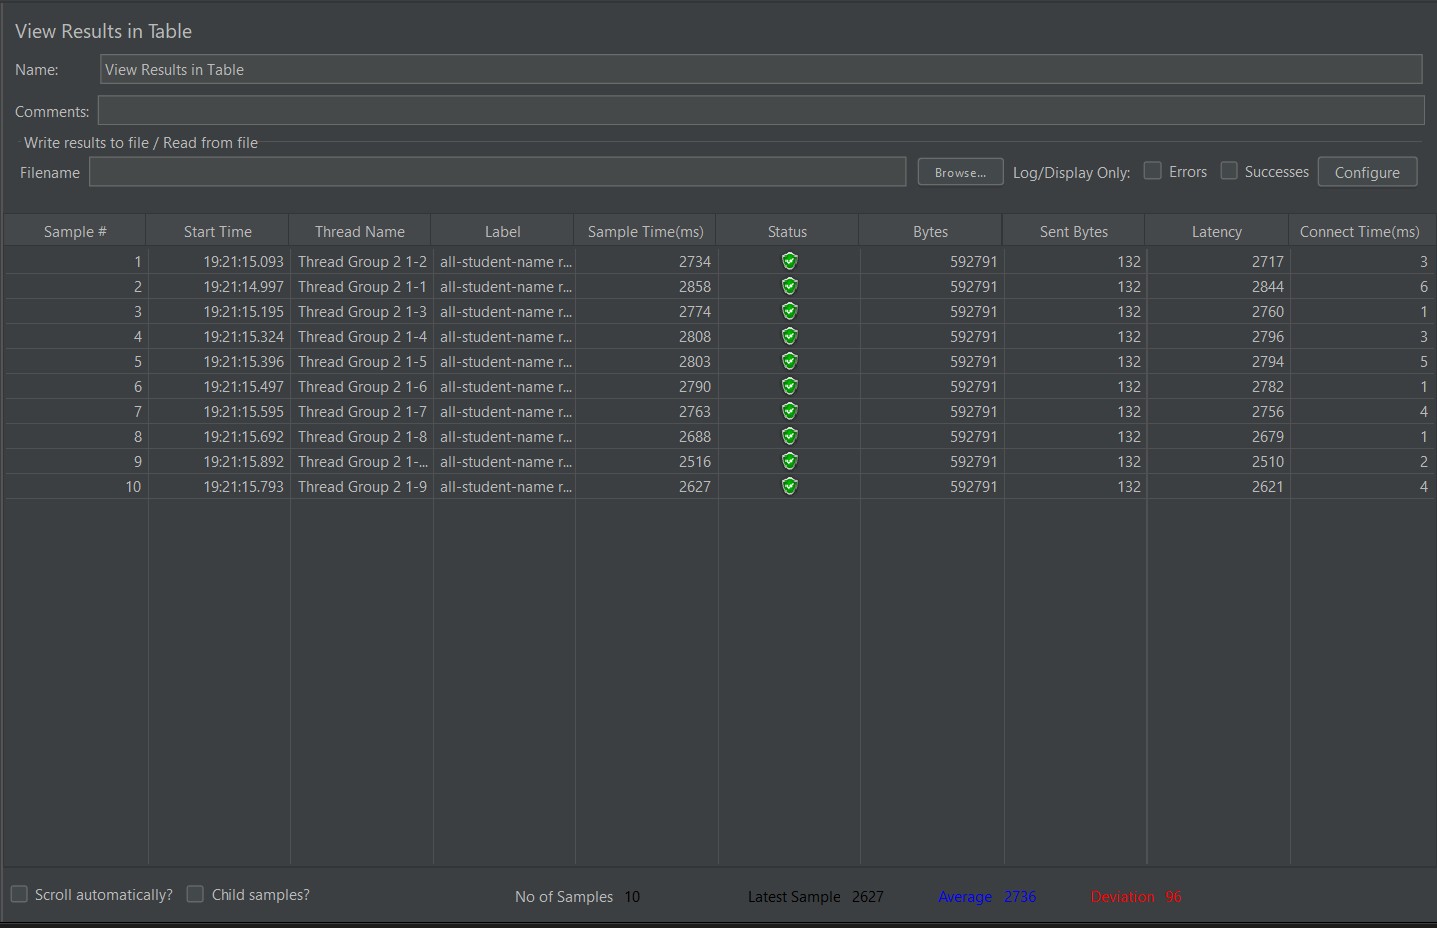 View Results in Table
Name: View Results in Table
Comments:
Write results to file / Read from file
Filename Browse... Log/Display Only: Errors Successes Configure
Sample # Start Time Thread Name Label Sample Time(ms) Status Bytes Sent Bytes Latency Connect Time(ms)
1 19:21:15.093 Thread Group 2 1-2 all-student-name r... 2734 592791 132 2717 3
2 19:21:14.997 Thread Group 2 1-1 all-student-name r... 2858 592791 132 2844 6
3 19:21:15.195 Thread Group 2 1-3 all-student-name r... 2774 592791 132 2760 1
4 19:21:15.324 Thread Group 2 1-4 all-student-name r... 2808 592791 132 2796 3
5 19:21:15.396 Thread Group 2 1-5 all-student-name r... 2803 592791 132 2794 5
6 19:21:15.497 Thread Group 2 1-6 all-student-name r... 2790 592791 132 2782 1
7 19:21:15.595 Thread Group 2 1-7 all-student-name r... 2763 592791 132 2756 4
8 19:21:15.692 Thread Group 2 1-8 all-student-name r... 2688 592791 132 2679 1
9 19:21:15.892 Thread Group 2 1-... all-student-name r... 2516 592791 132 2510 2
10 19:21:15.793 Thread Group 2 1-9 all-student-name r... 2627 592791 132 2621 4
Scroll automatically? Child samples? No of Samples 10 Latest Sample 2627 Average 2736 Deviation 96